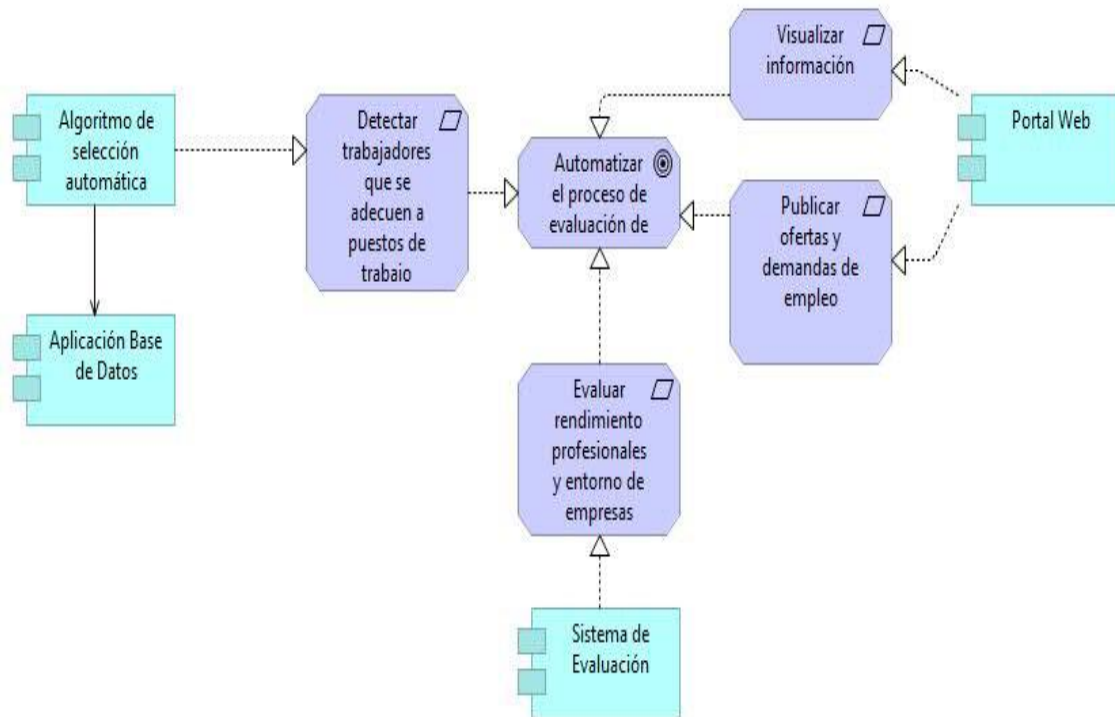 Visualizar
información
Algoritmo de
selección
automática
Detectar
trabajadores
que se
adecuen a
puestos de
trabaio
Automatizar
el proceso de
evaluación de
Portal Web
Publicar
ofertas y
demandas de
empleo
Aplicación Base
de Datos
Evaluar
rendimiento
profesionales
y entorno de
empresas
Sistema de
Evaluación